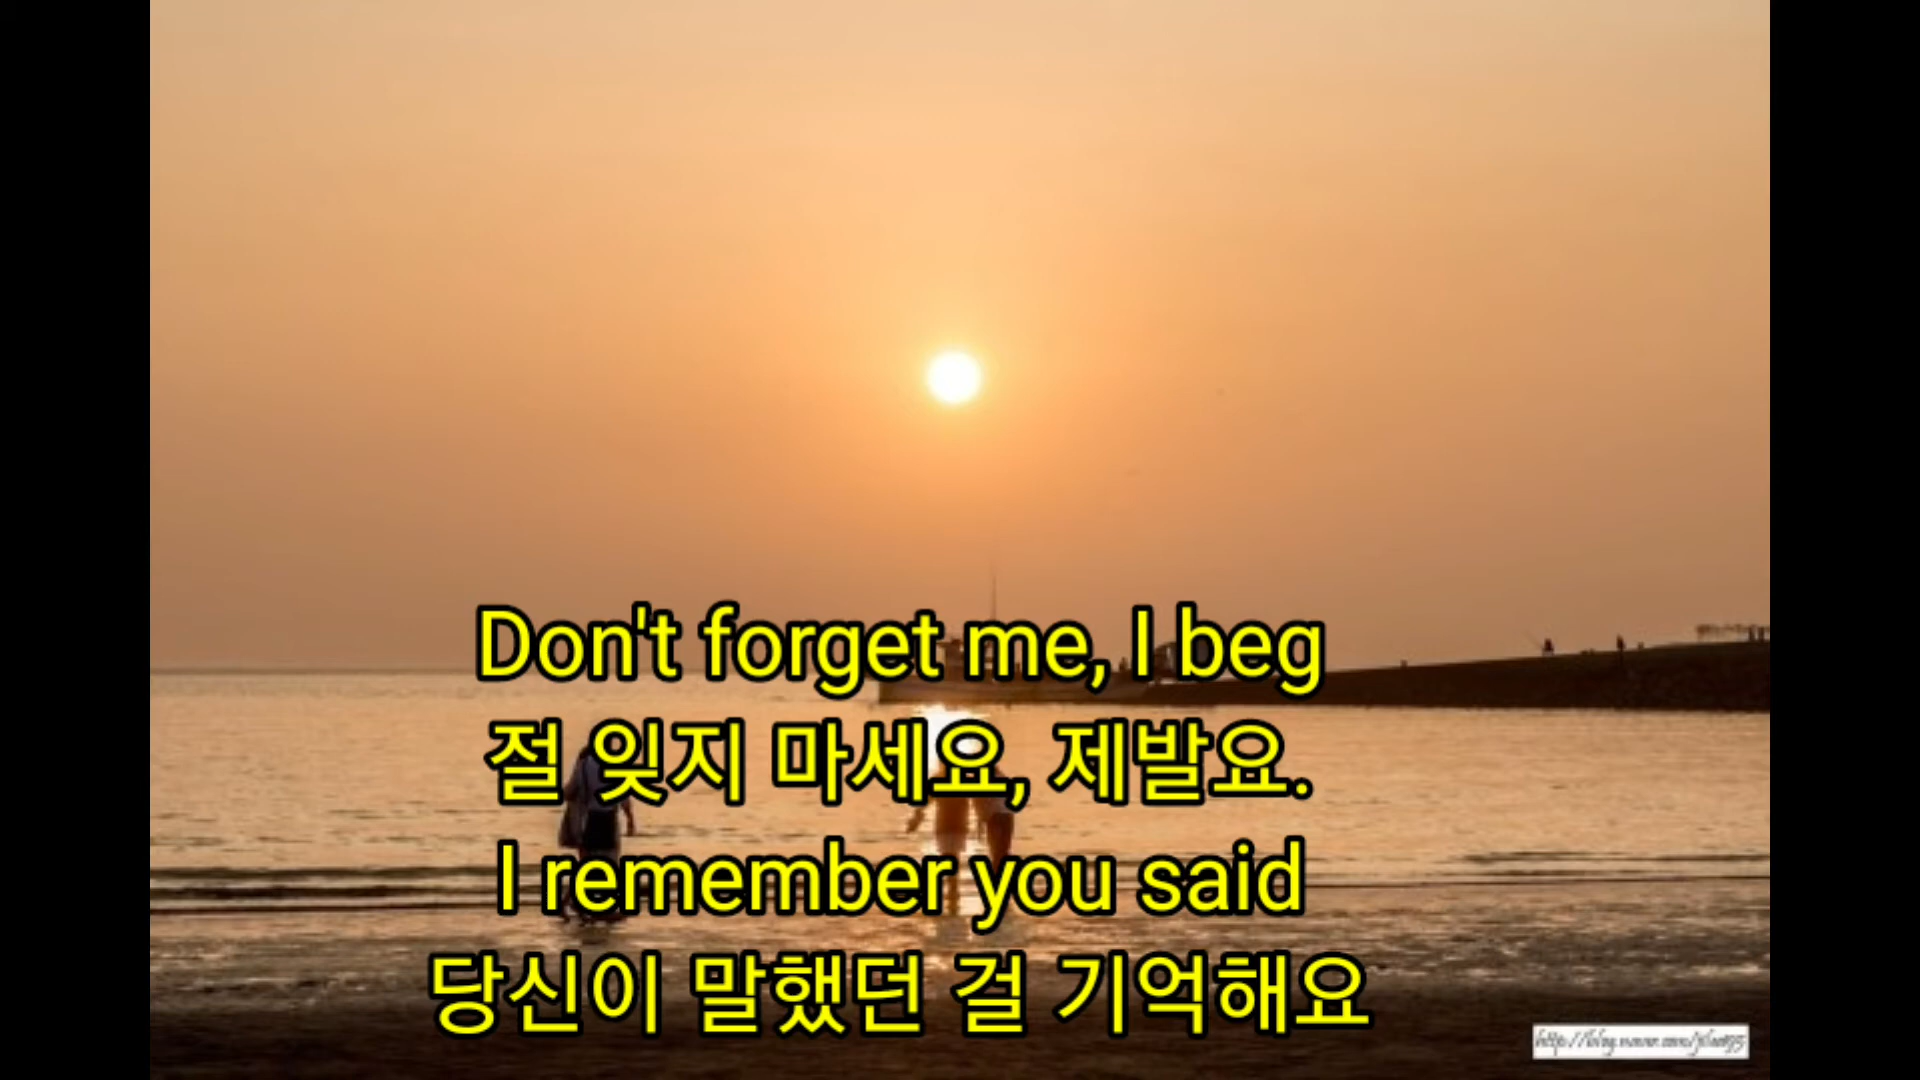 Don't forget me, I beg
절 잊지 마세요, 제발요.
I remember you said
당신이 말했던 걸 기억해요